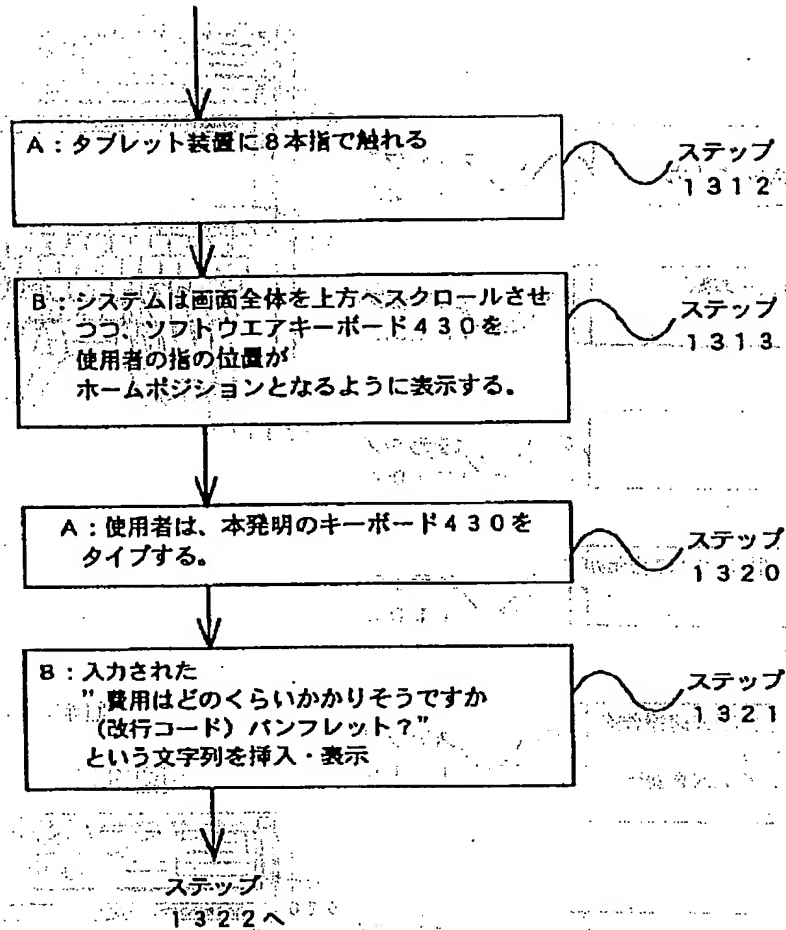 A:タブレット装置に8本指で触れる
ステップ
1312
B:システムは画面全体を上方へスクロールさせ
つつ、ソフトウエアキーボード430を
使用者の指の位置が
ホームポジションとなるように表示する。
ステップ
1313
A:使用者は、本発明のキーボード430を
タイプする。
ステップ
1320
B:入力された
"費用はどのくらいかかりそうですか
(改行コード)パンフレット?"
という文字列を挿入・表示
ステップ
1321
ステップ
1322へ